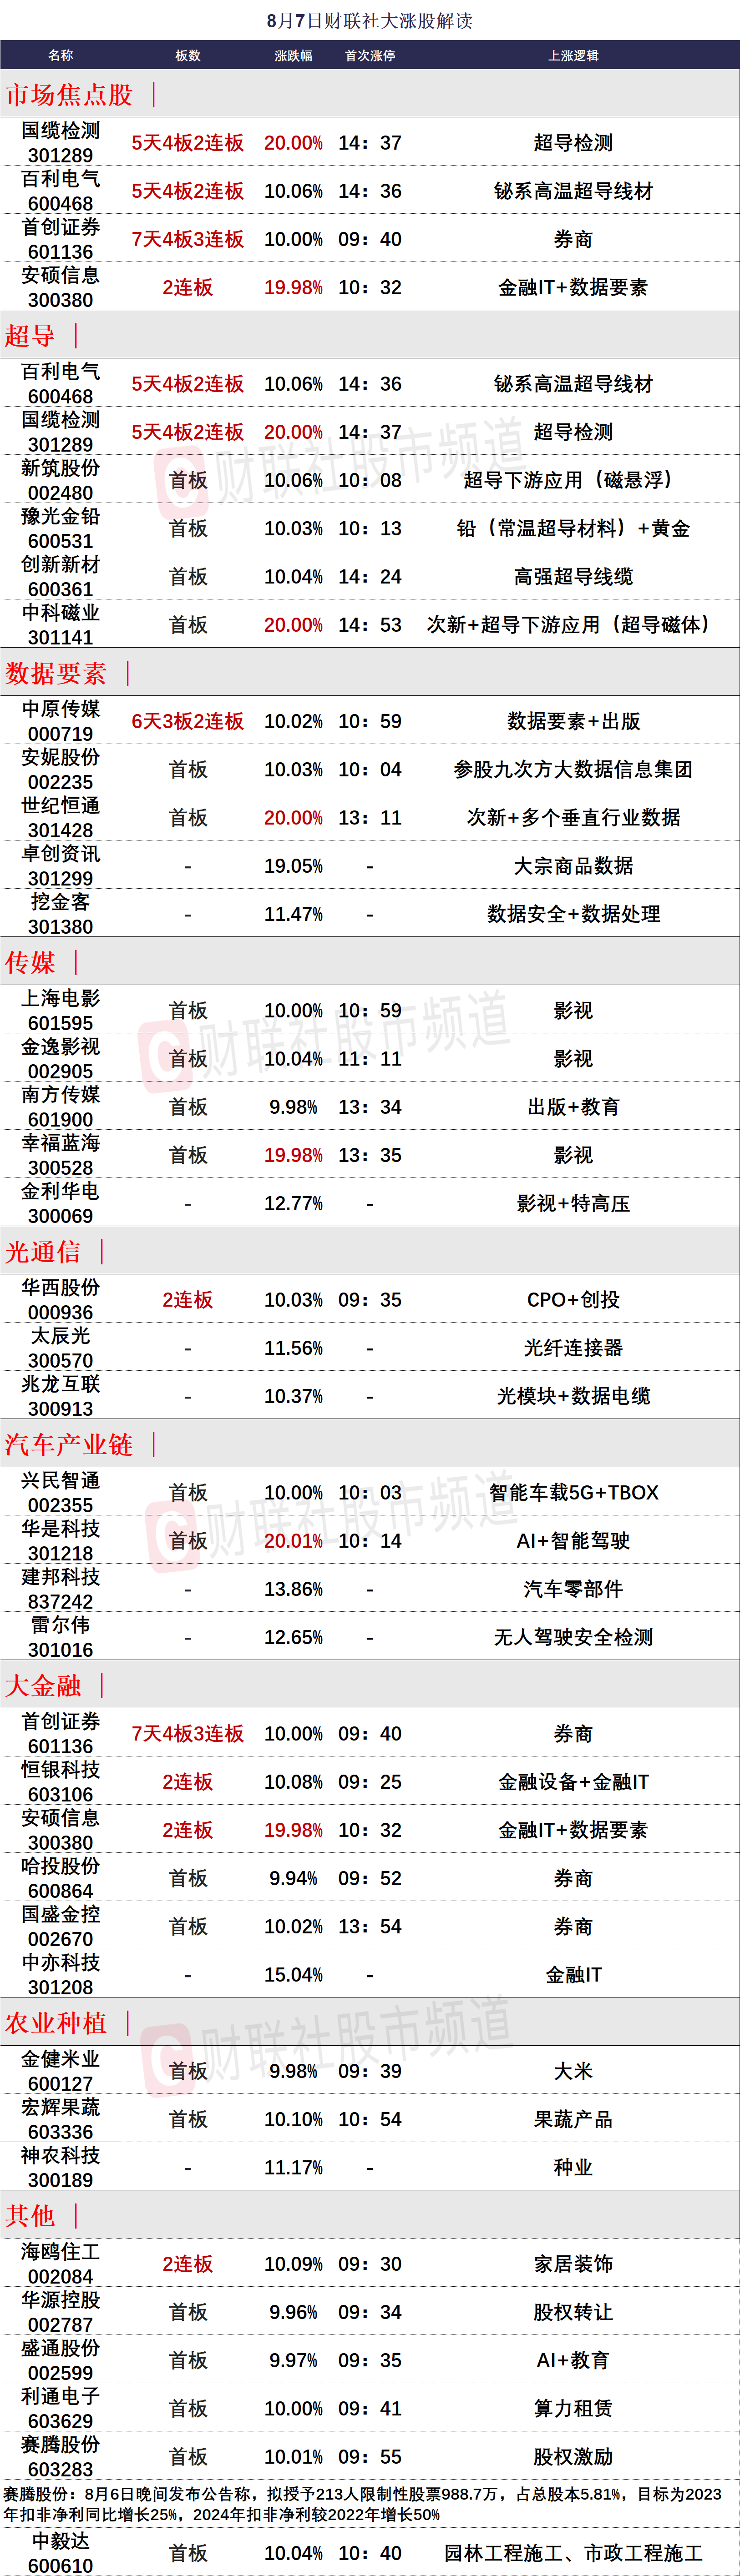 8月7日财联社大涨股解读
名称 板数 涨跌幅 首次涨停 上涨逻辑
市场焦点股
国缆检测 301289 5天4板2连板 20.00% 14：37 超导检测
百利电气 600468 5天4板2连板 10.06% 14：36 铋系高温超导线材
首创证券 601136 7天4板3连板 10.00% 09：40 券商
安硕信息 300380 2连板 19.98% 10：32 金融IT+数据要素
超导
百利电气 600468 5天4板2连板 10.06% 14：36 铋系高温超导线材
国缆检测 301289 5天4板2连板 20.00% 14：37 超导检测
新筑股份 002480 首板 10.06% 10：08 超导下游应用（磁悬浮）
豫光金铅 600531 首板 10.03% 10：13 铅（常温超导材料）+黄金
创新新材 600361 首板 10.04% 14：24 高强超导线缆
中科磁业 301141 首板 20.00% 14：53 次新+超导下游应用（超导磁体）
财联社股市频道
数据要素
中原传媒 000719 6天3板2连板 10.02% 10：59 数据要素+出版
安妮股份 002235 首板 10.03% 10：04 参股九次方大数据信息集团
世纪恒通 301428 首板 20.00% 13：11 次新+多个垂直行业数据
卓创资讯 301299 - 19.05% - 大宗商品数据
挖金客 301380 - 11.47% - 数据安全+数据处理
传媒
上海电影 601595 首板 10.00% 10：59 影视
金逸影视 002905 首板 10.04% 11：11 影视
南方传媒 601900 首板 9.98% 13：34 出版+教育
幸福蓝海 300528 首板 19.98% 13：35 影视
金利华电 300069 - 12.77% - 影视+特高压
财联社股市频道
光通信
华西股份 000936 2连板 10.03% 09：35 CPO+创投
太辰光 300570 - 11.56% - 光纤连接器
兆龙互联 300913 - 10.37% - 光模块+数据电缆
汽车产业链
兴民智通 002355 首板 10.00% 10：03 智能车载5G+TBOX
华是科技 301218 首板 20.01% 10：14 AI+智能驾驶
建邦科技 837242 - 13.86% - 汽车零部件
雷尔伟 301016 - 12.65% - 无人驾驶安全检测
财联社股市频道
大金融
首创证券 601136 7天4板3连板 10.00% 09：40 券商
恒银科技 603106 2连板 10.08% 09：25 金融设备+金融IT
安硕信息 300380 2连板 19.98% 10：32 金融IT+数据要素
哈投股份 600864 首板 9.94% 09：52 券商
国盛金控 002670 首板 10.02% 13：54 券商
中亦科技 301208 - 15.04% - 金融IT
农业种植
金健米业 600127 首板 9.98% 09：39 大米
宏辉果蔬 603336 首板 10.10% 10：54 果蔬产品
神农科技 300189 - 11.17% - 种业
财联社股市频道
其他
海鸥住工 002084 2连板 10.09% 09：30 家居装饰
华源控股 002787 首板 9.96% 09：34 股权转让
盛通股份 002599 首板 9.97% 09：35 AI+教育
利通电子 603629 首板 10.00% 09：41 算力租赁
赛腾股份 603283 首板 10.01% 09：55 股权激励
赛腾股份：8月6日晚间发布公告称，拟授予213人限制性股票988.7万，占总股本5.81%，目标为2023
年扣非净利同比增长25%，2024年扣非净利较2022年增长50%
中毅达 600610 首板 10.04% 10：40 园林工程施工、市政工程施工